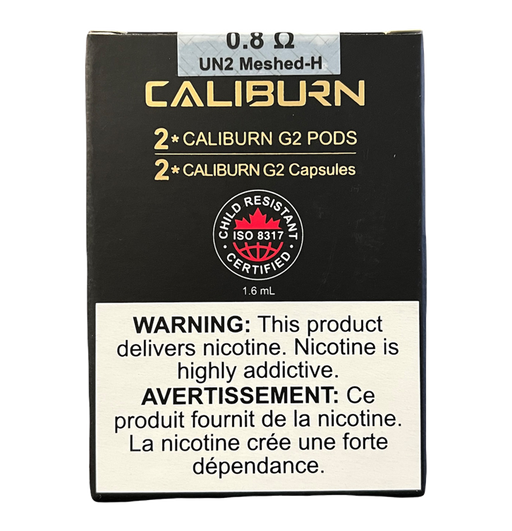 0.8 Ω
UN2 Meshed-H
CALIBURN
2* CALIBURN G2 PODS
2* CALIBURN G2 Capsules
CHILD RESISTANT
ISO 8317
CERTIFIED
1.6 mL
WARNING: This product
delivers nicotine. Nicotine is
highly addictive.
AVERTISSEMENT: Ce
produit fournit de la nicotine.
La nicotine crée une forte
dépendance.